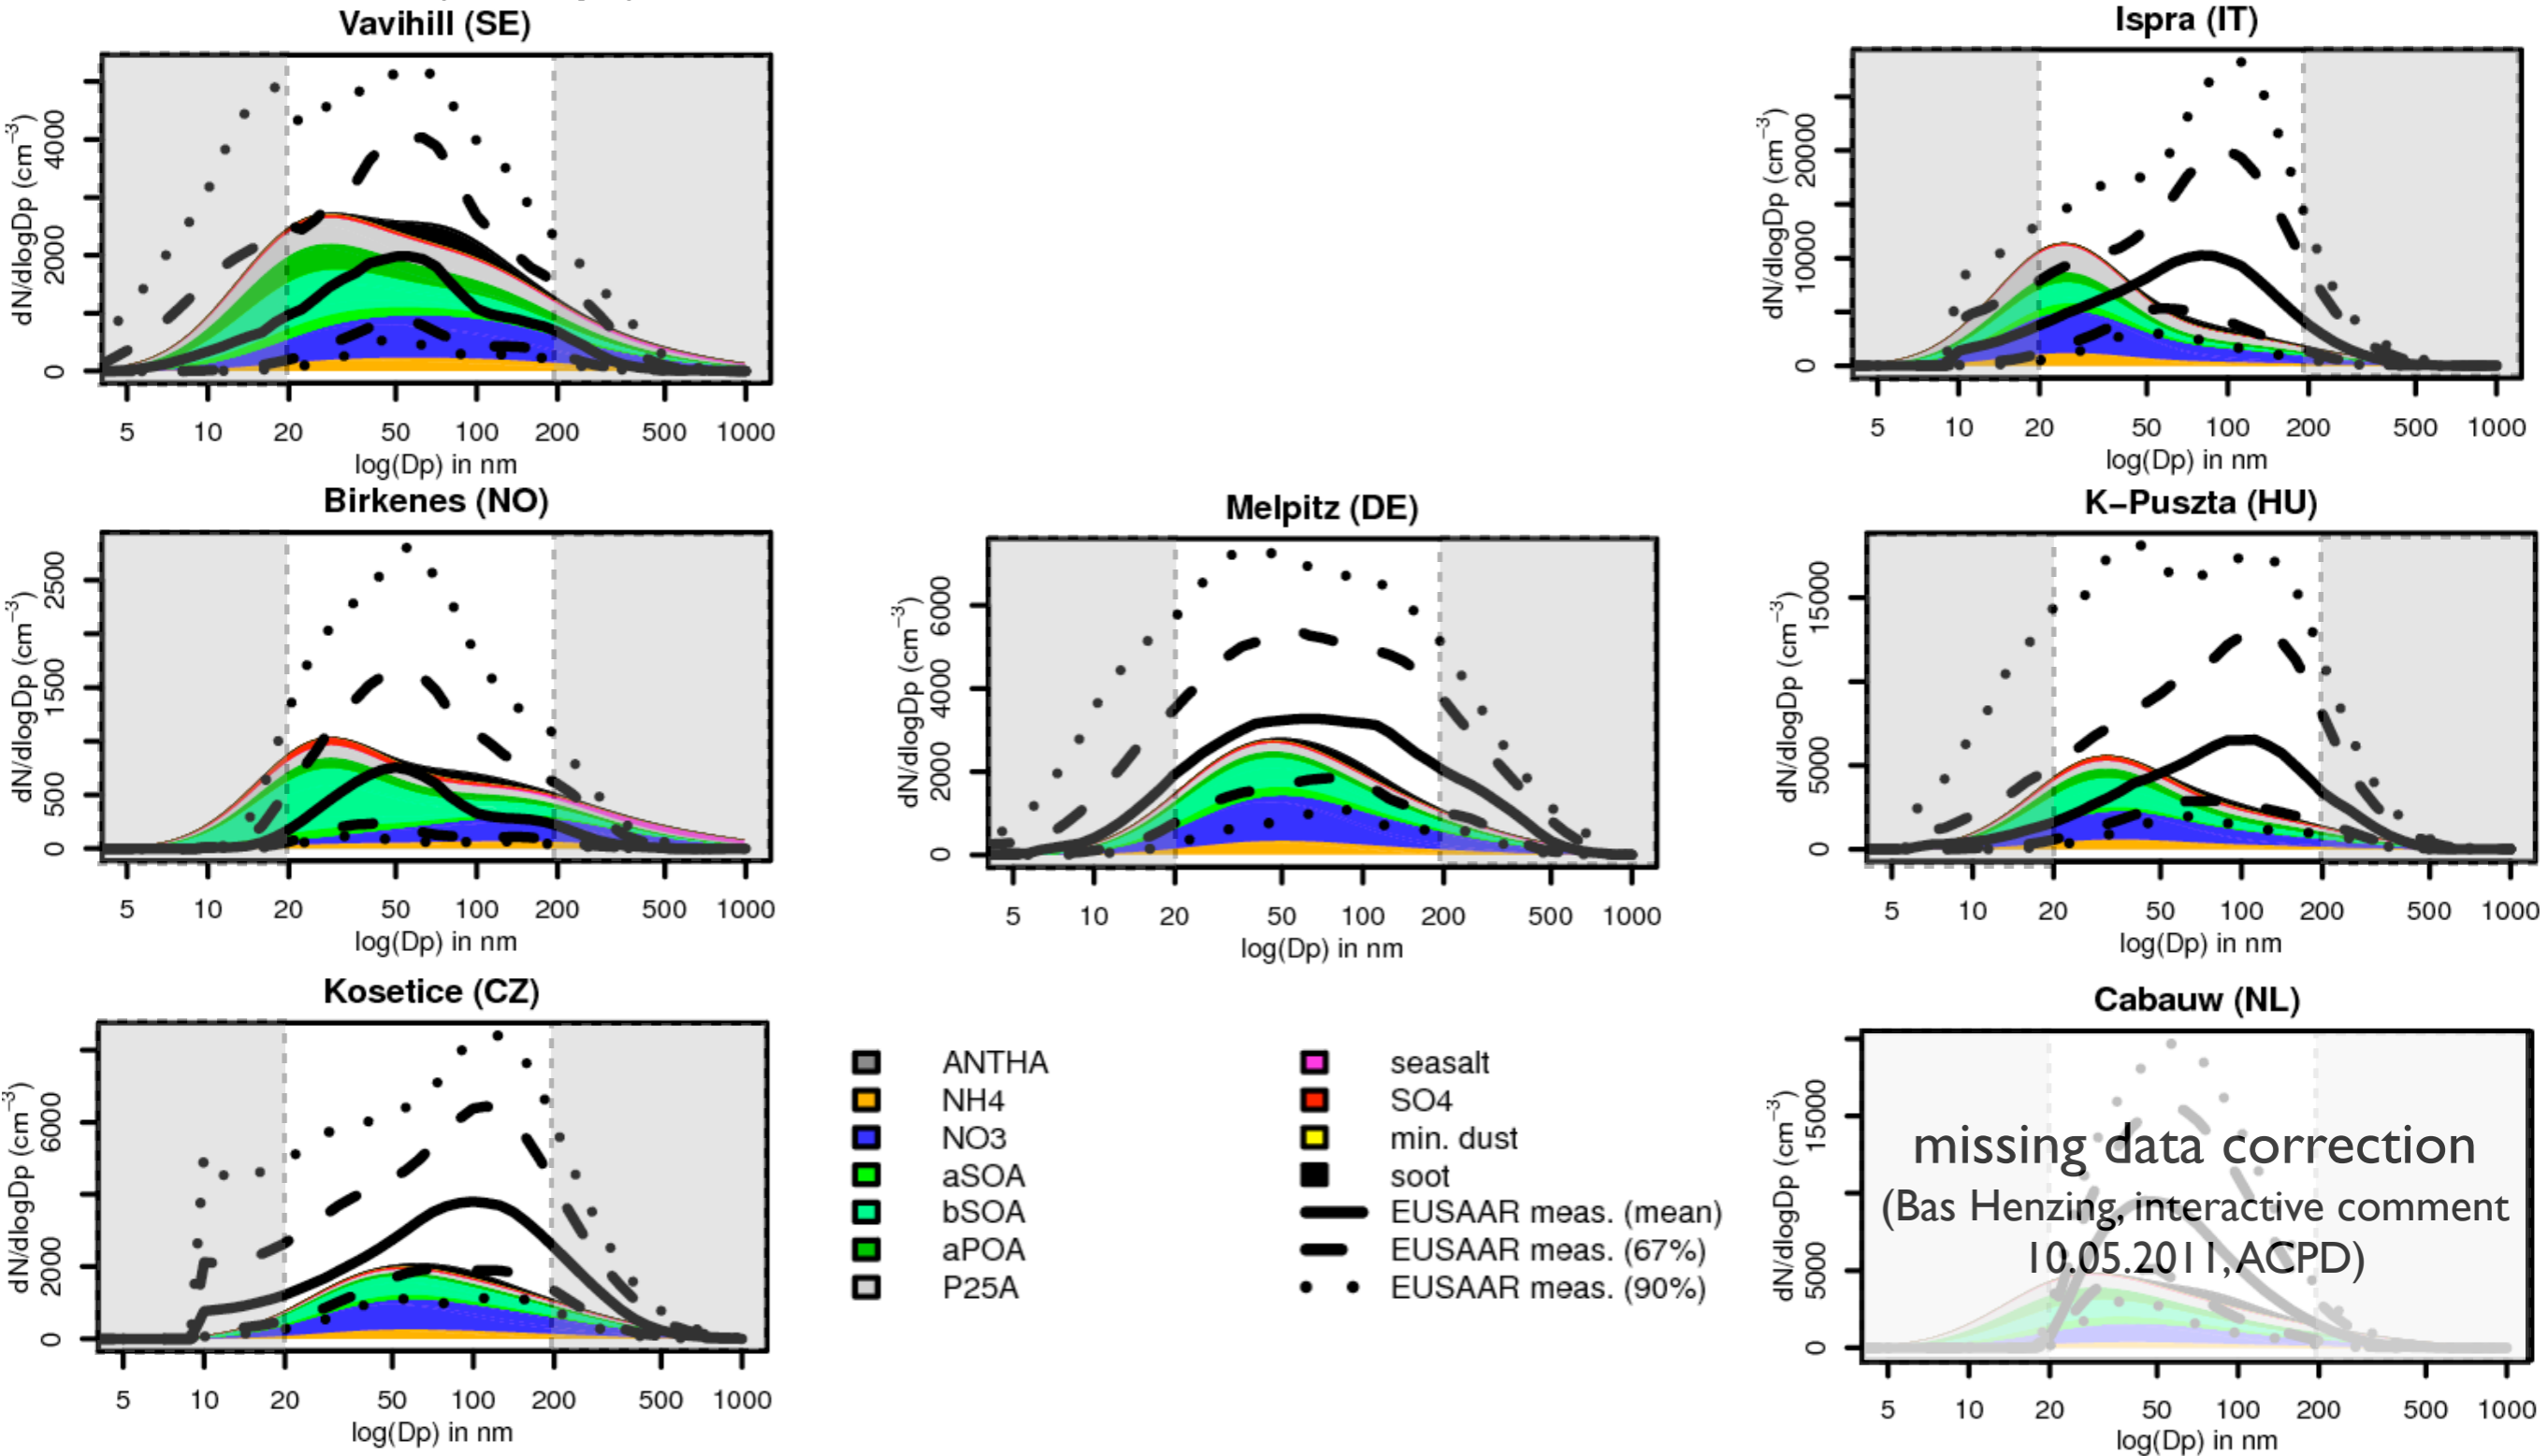 Vavihill (SE)
dN/dlogDp (cm⁻³)
0 2000 4000
5 10 20 50 100 200 500 1000
log(Dp) in nm
Ispra (IT)
dN/dlogDp (cm⁻³)
0 10000 20000
5 10 20 50 100 200 500 1000
log(Dp) in nm
Birkenes (NO)
dN/dlogDp (cm⁻³)
0 500 1500 2500
5 10 20 50 100 200 500 1000
log(Dp) in nm
Melpitz (DE)
dN/dlogDp (cm⁻³)
0 2000 4000 6000
5 10 20 50 100 200 500 1000
log(Dp) in nm
K−Puszta (HU)
dN/dlogDp (cm⁻³)
0 5000 15000
5 10 20 50 100 200 500 1000
log(Dp) in nm
Kosetice (CZ)
dN/dlogDp (cm⁻³)
0 2000 6000
5 10 20 50 100 200 500 1000
log(Dp) in nm
ANTHA
NH4
NO3
aSOA
bSOA
aPOA
P25A
seasalt
SO4
min. dust
soot
EUSAAR meas. (mean)
EUSAAR meas. (67%)
EUSAAR meas. (90%)
Cabauw (NL)
dN/dlogDp (cm⁻³)
0 5000 15000
missing data correction
(Bas Henzing, interactive comment
10.05.2011, ACPD)
5 10 20 50 100 200 500 1000
log(Dp) in nm